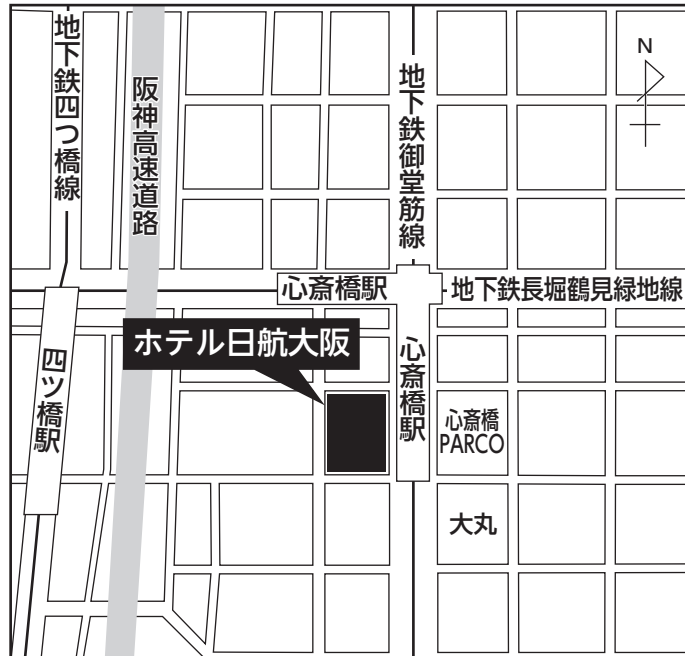 地下鉄四つ橋線
阪神高速道路
地下鉄御堂筋線
N
心斎橋駅
地下鉄長堀鶴見緑地線
ホテル日航大阪
四ツ橋駅
心斎橋駅
心斎橋
PARCO
大丸